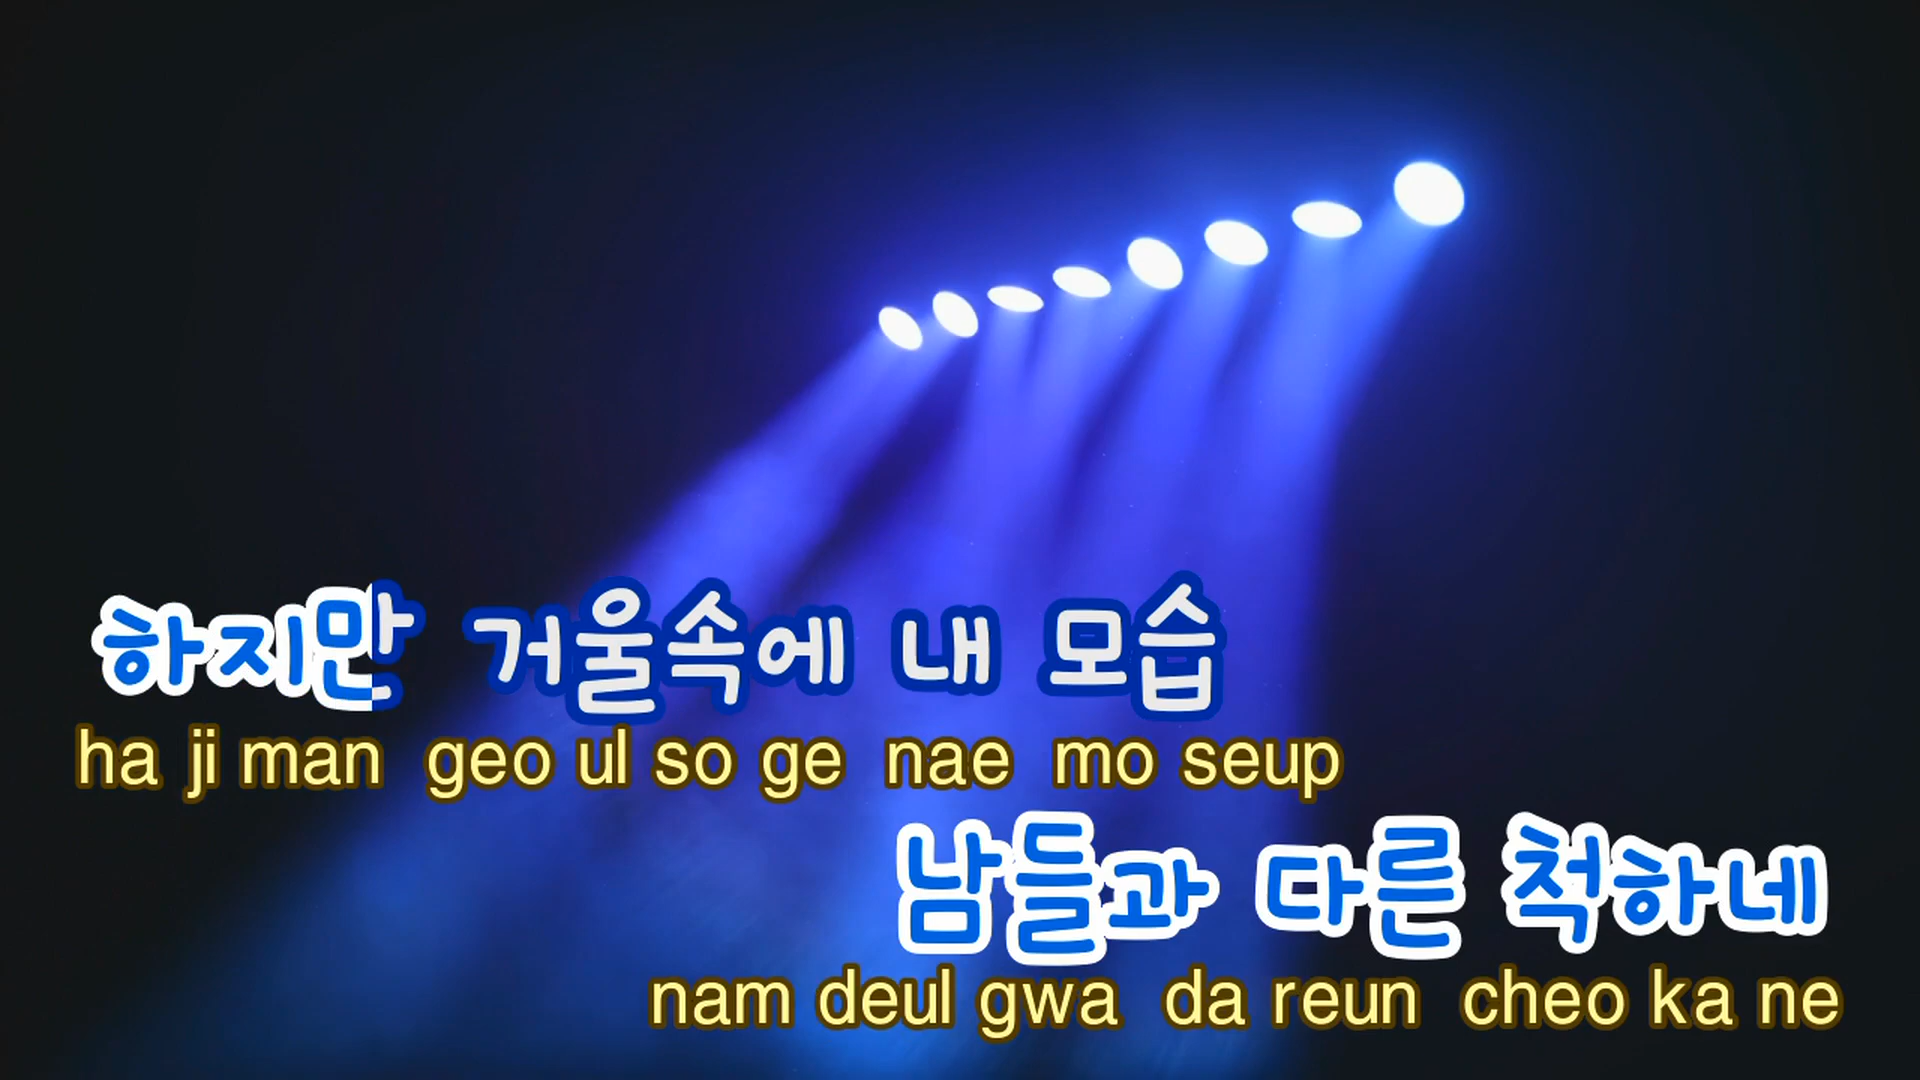 하지만 거울속에 내 모습
ha ji man geo ul so ge nae mo seup
남들과 다른 척하네
nam deul gwa da reun cheo ka ne